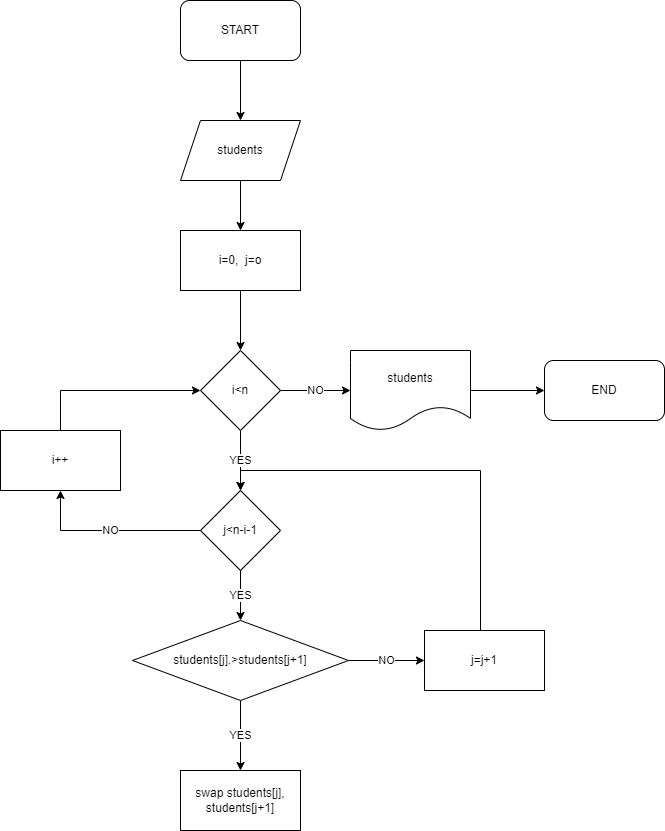 START
students
i=0,  j=o
i<n
NO
students
END
YES
i++
j<n-i-1
NO
YES
students[j].>students[j+1]
NO
j=j+1
YES
swap students[j],
students[j+1]